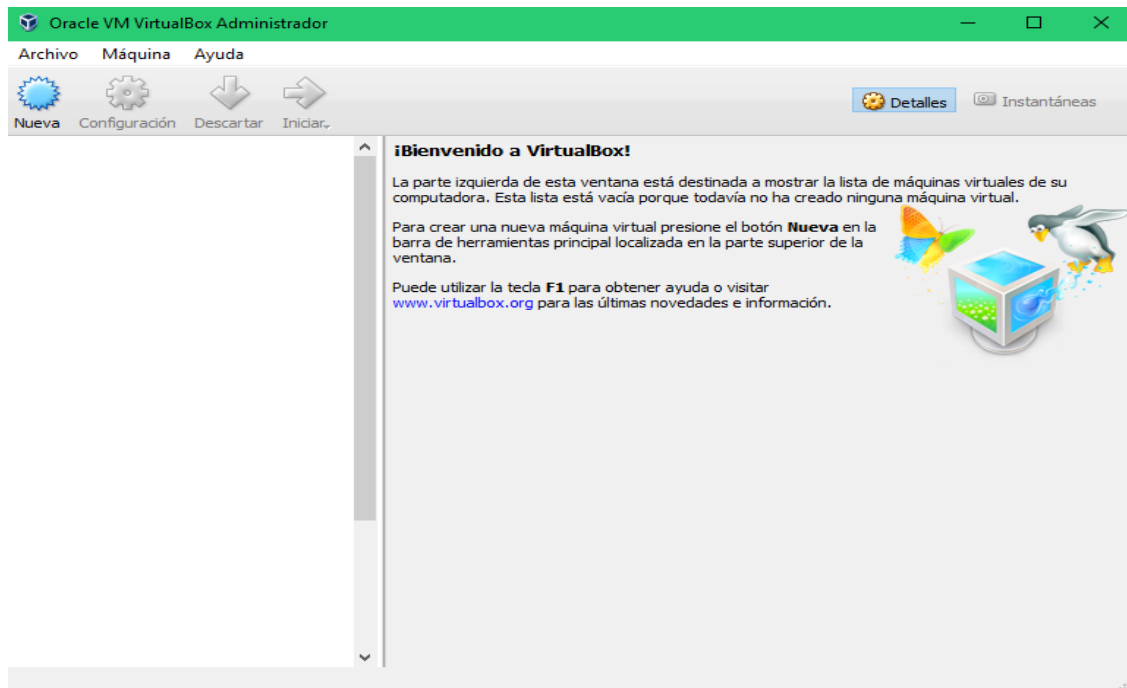 Oracle VM VirtualBox Administrador
Archivo Máquina Ayuda
Nueva Configuración Descartar Iniciar
Detalles Instantáneas
¡Bienvenido a VirtualBox!
La parte izquierda de esta ventana está destinada a mostrar la lista de máquinas virtuales de su
computadora. Esta lista está vacía porque todavía no ha creado ninguna máquina virtual.
Para crear una nueva máquina virtual presione el botón Nueva en la
barra de herramientas principal localizada en la parte superior de la
ventana.
Puede utilizar la tecla F1 para obtener ayuda o visitar
www.virtualbox.org para las últimas novedades e información.